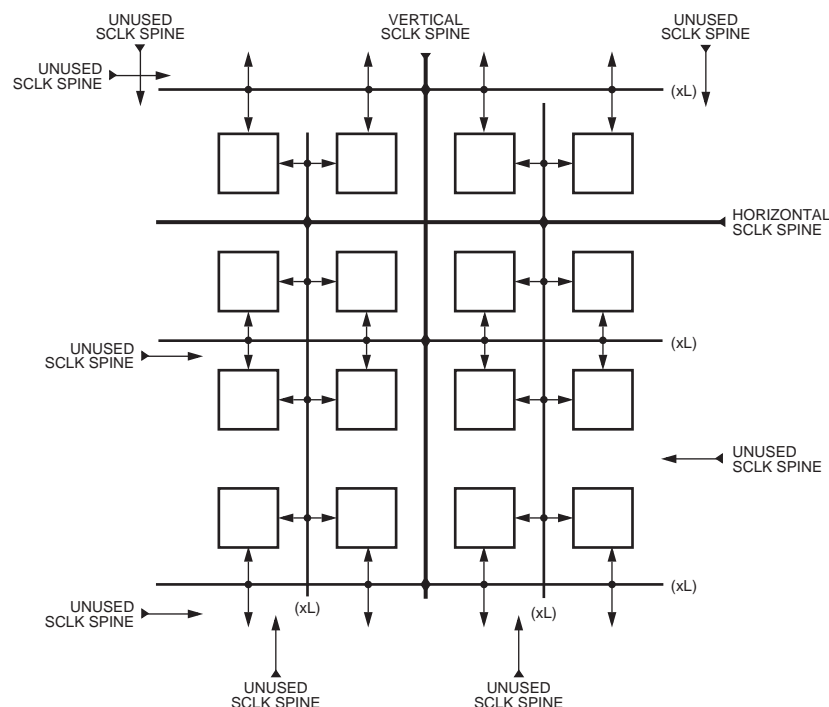 UNUSED
SCLK SPINE
VERTICAL
SCLK SPINE
UNUSED
SCLK SPINE
UNUSED
SCLK SPINE
(xL)
HORIZONTAL
SCLK SPINE
UNUSED
SCLK SPINE
(xL)
UNUSED
SCLK SPINE
(xL)
UNUSED
SCLK SPINE
(xL)
(xL)
UNUSED
SCLK SPINE
UNUSED
SCLK SPINE